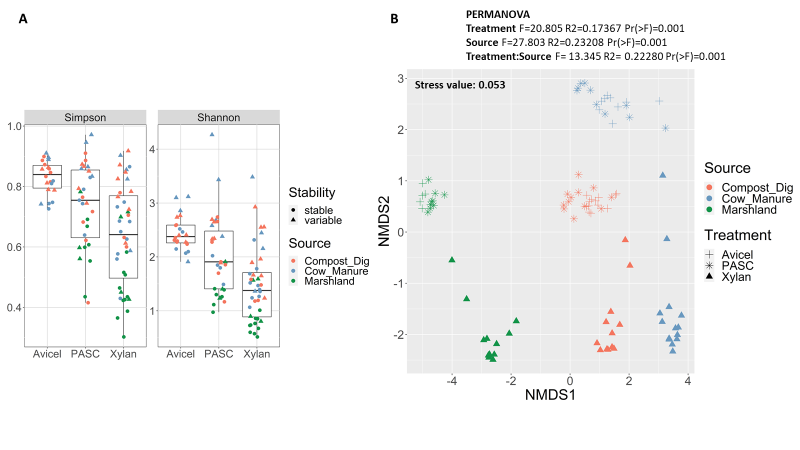 A
B
PERMANOVA
Treatment F=20.805 R2=0.17367 Pr(>F)=0.001
Source F=27.803 R2=0.23208 Pr(>F)=0.001
Treatment:Source F= 13.345 R2= 0.22280 Pr(>F)=0.001
Simpson
Shannon
1.0
0.8
0.6
0.4
4
3
2
1
Avicel PASC Xylan
Avicel PASC Xylan
Stability
stable
variable
Source
Compost_Dig
Cow_Manure
Marshland
Stress value: 0.053
NMDS2
3
2
1
0
-1
-2
-4 -2 0 2 4
NMDS1
Source
Compost_Dig
Cow_Manure
Marshland
Treatment
Avicel
PASC
Xylan